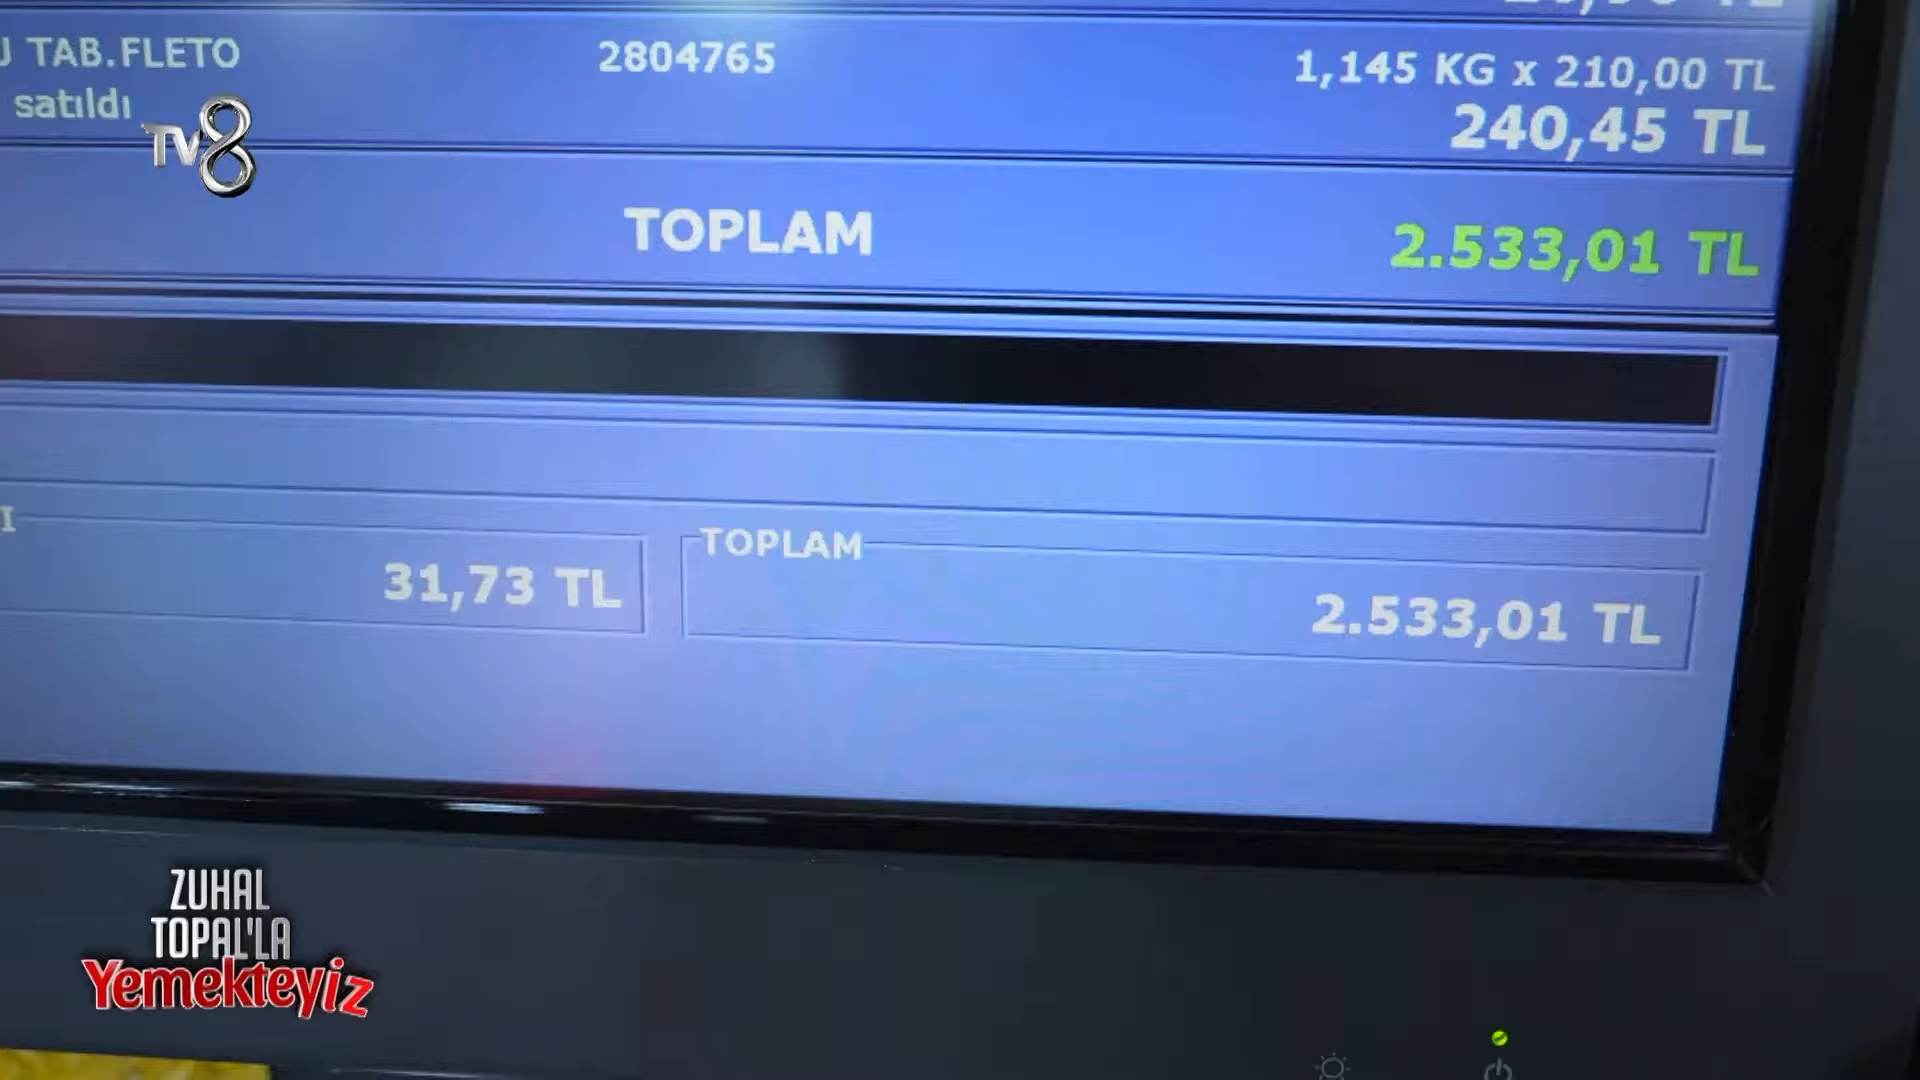 TAB.FLETO 2804765 1,145 KG x 210,00 TL
satıldı 240,45 TL
TV8
TOPLAM 2.533,01 TL
I
TOPLAM
31,73 TL 2.533,01 TL
ZUHAL
TOPAL'LA
Yemekteyiz